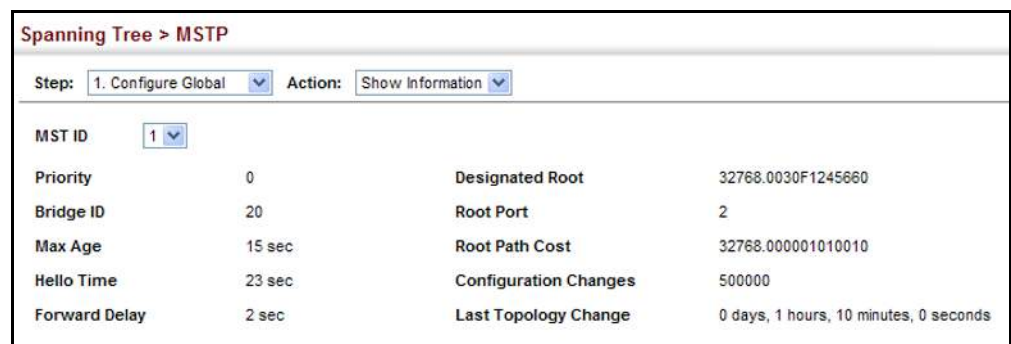 Spanning Tree > MSTP
Step: 1. Configure Global Action: Show Information
MST ID 1
Priority 0 Designated Root 32768.0030F1245660
Bridge ID 20 Root Port 2
Max Age 15 sec Root Path Cost 32768.000001010010
Hello Time 23 sec Configuration Changes 500000
Forward Delay 2 sec Last Topology Change 0 days, 1 hours, 10 minutes, 0 seconds